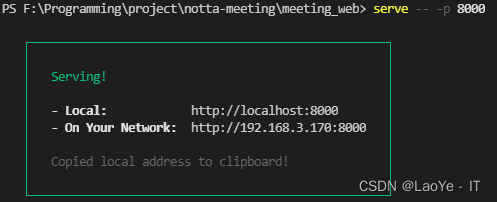 PS F:\Programming\project\notta-meeting\meeting_web> serve -- -p 8000
Serving!
- Local: http://localhost:8000
- On Your Network: http://192.168.3.170:8000
Copied local address to clipboard!
CSDN @LaoYe - IT